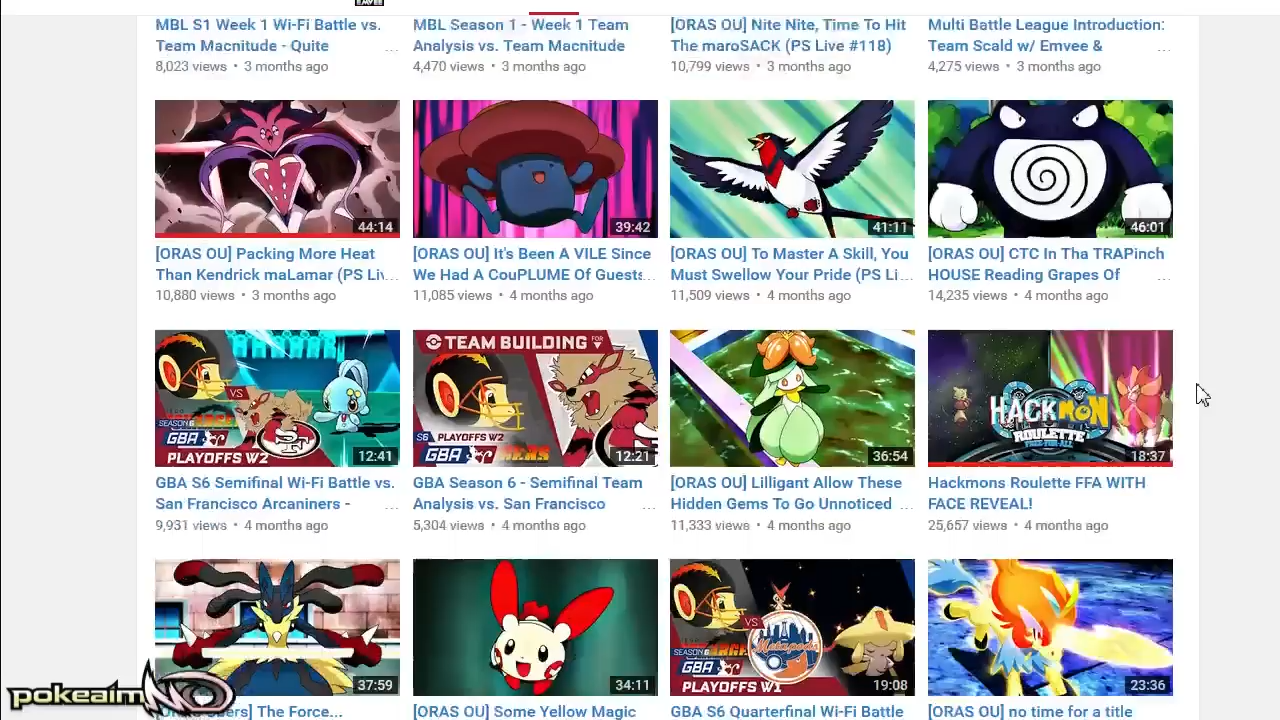 MBL S1 Week 1 Wi-Fi Battle vs.
Team Macnitude - Quite
...
8,023 views • 3 months ago
MBL Season 1 - Week 1 Team
Analysis vs. Team Macnitude
4,470 views • 3 months ago
[ORAS OU] Nite Nite, Time To Hit
The maroSACK (PS Live #118)
10,799 views • 3 months ago
Multi Battle League Introduction:
Team Scald w/ Emvee &
...
4,275 views • 3 months ago
44:14
[ORAS OU] Packing More Heat
Than Kendrick maLamar (PS Liv...
10,880 views • 3 months ago
39:42
[ORAS OU] It's Been A VILE Since
We Had A CouPLUME Of Guests...
11,085 views • 4 months ago
41:11
[ORAS OU] To Master A Skill, You
Must Swellow Your Pride (PS Li...
11,509 views • 4 months ago
46:01
[ORAS OU] CTC In Tha TRAPinch
HOUSE Reading Grapes Of
...
14,235 views • 4 months ago
VS
SEASON 6
GBA
SF
PLAYOFFS W2
12:41
GBA S6 Semifinal Wi-Fi Battle vs.
San Francisco Arcaniners -
...
9,931 views • 4 months ago
TEAM BUILDING FOR
S6 PLAYOFFS W2
GBA
12:21
GBA Season 6 - Semifinal Team
Analysis vs. San Francisco
...
5,304 views • 4 months ago
36:54
[ORAS OU] Lilligant Allow These
Hidden Gems To Go Unnoticed
...
11,333 views • 4 months ago
HACKMON
ROULETTE
FREE-FOR-ALL
18:37
Hackmons Roulette FFA WITH
FACE REVEAL!
25,657 views • 4 months ago
37:59
The Force...
34:11
[ORAS OU] Some Yellow Magic
VS
SEASON 6
GBA
PLAYOFFS W1
19:08
GBA S6 Quarterfinal Wi-Fi Battle
23:36
[ORAS OU] no time for a title
pokeaim